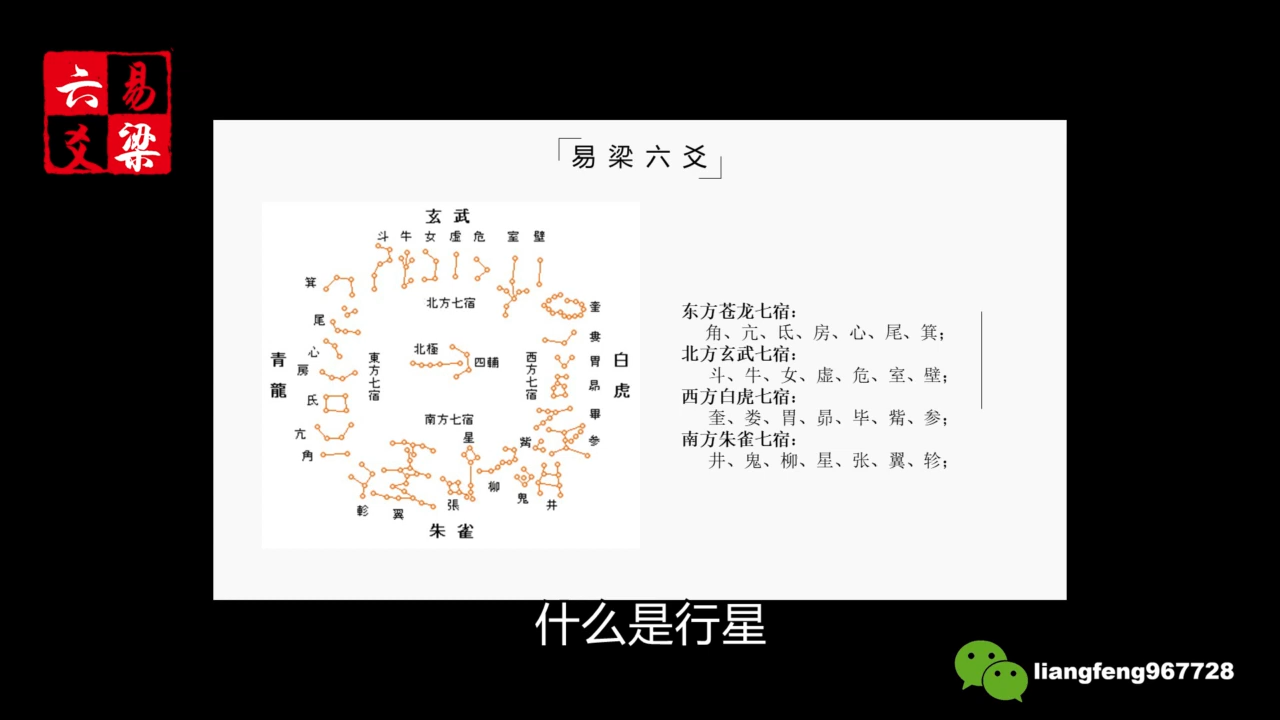 六易
爻梁
易梁六爻
玄武
斗 牛 女 虛 危 室 壁
箕
北方七宿
奎
尾
婁
心
北極
四輔
胃
白虎
青龍
房
東方七宿
西方七宿
昴
氐
畢
南方七宿
亢
星
觜
参
角
柳
鬼
井
張
軫
翼
朱雀
东方苍龙七宿:
角、亢、氐、房、心、尾、箕;
北方玄武七宿:
斗、牛、女、虚、危、室、壁;
西方白虎七宿:
奎、娄、胃、昴、毕、觜、参;
南方朱雀七宿:
井、鬼、柳、星、张、翼、轸;
什么是行星
liangfeng967728